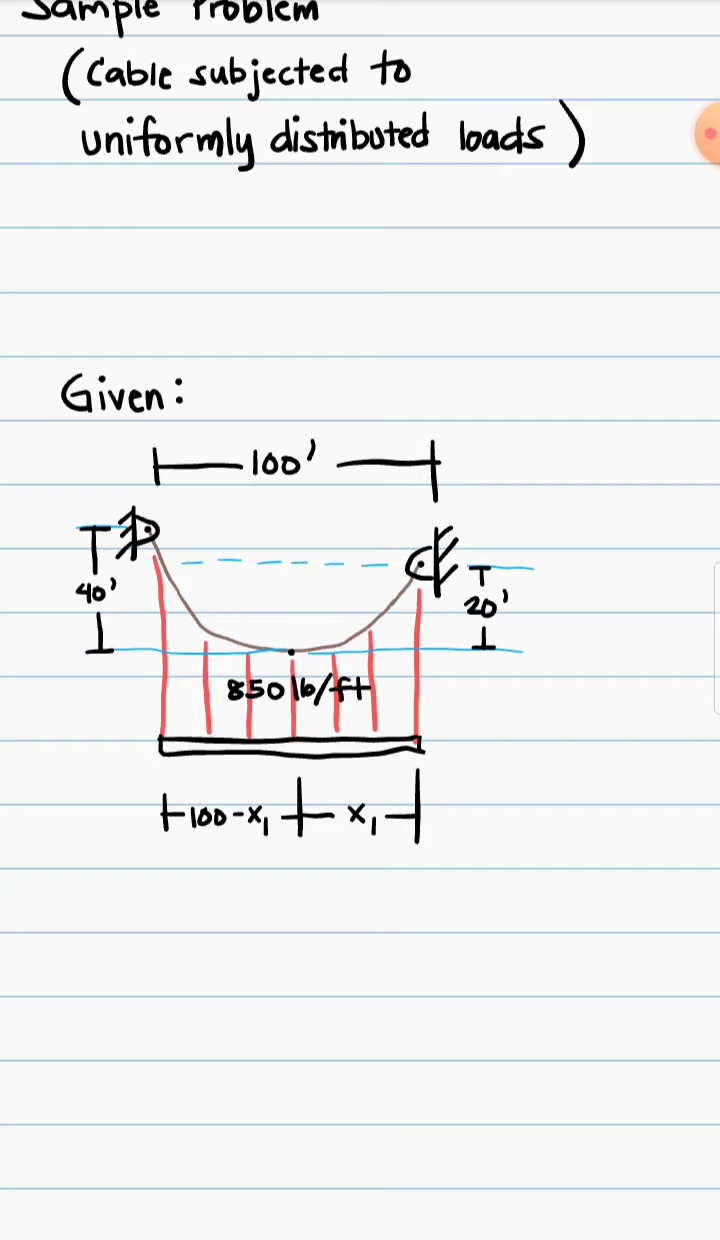 Sample Problem
(Cable subjected to
uniformly distributed loads)
Given:
100'
40'
20'
850 lb/ft
100-x₁ x₁